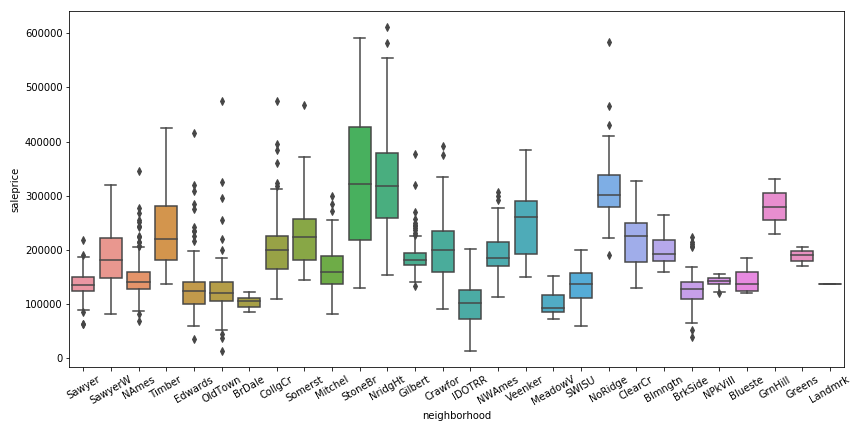 600000
500000
400000
300000
200000
100000
0
saleprice
Sawyer SawyerW NAmes Timber Edwards OldTown BrDale CollgCr Somerst Mitchel StoneBr NridgHt Gilbert Crawfor IDOTRR NWAmes Veenker MeadowV SWISU NoRidge ClearCr Blmngtn BrkSide NPkVill Blueste GrnHill Greens Landmrk
neighborhood